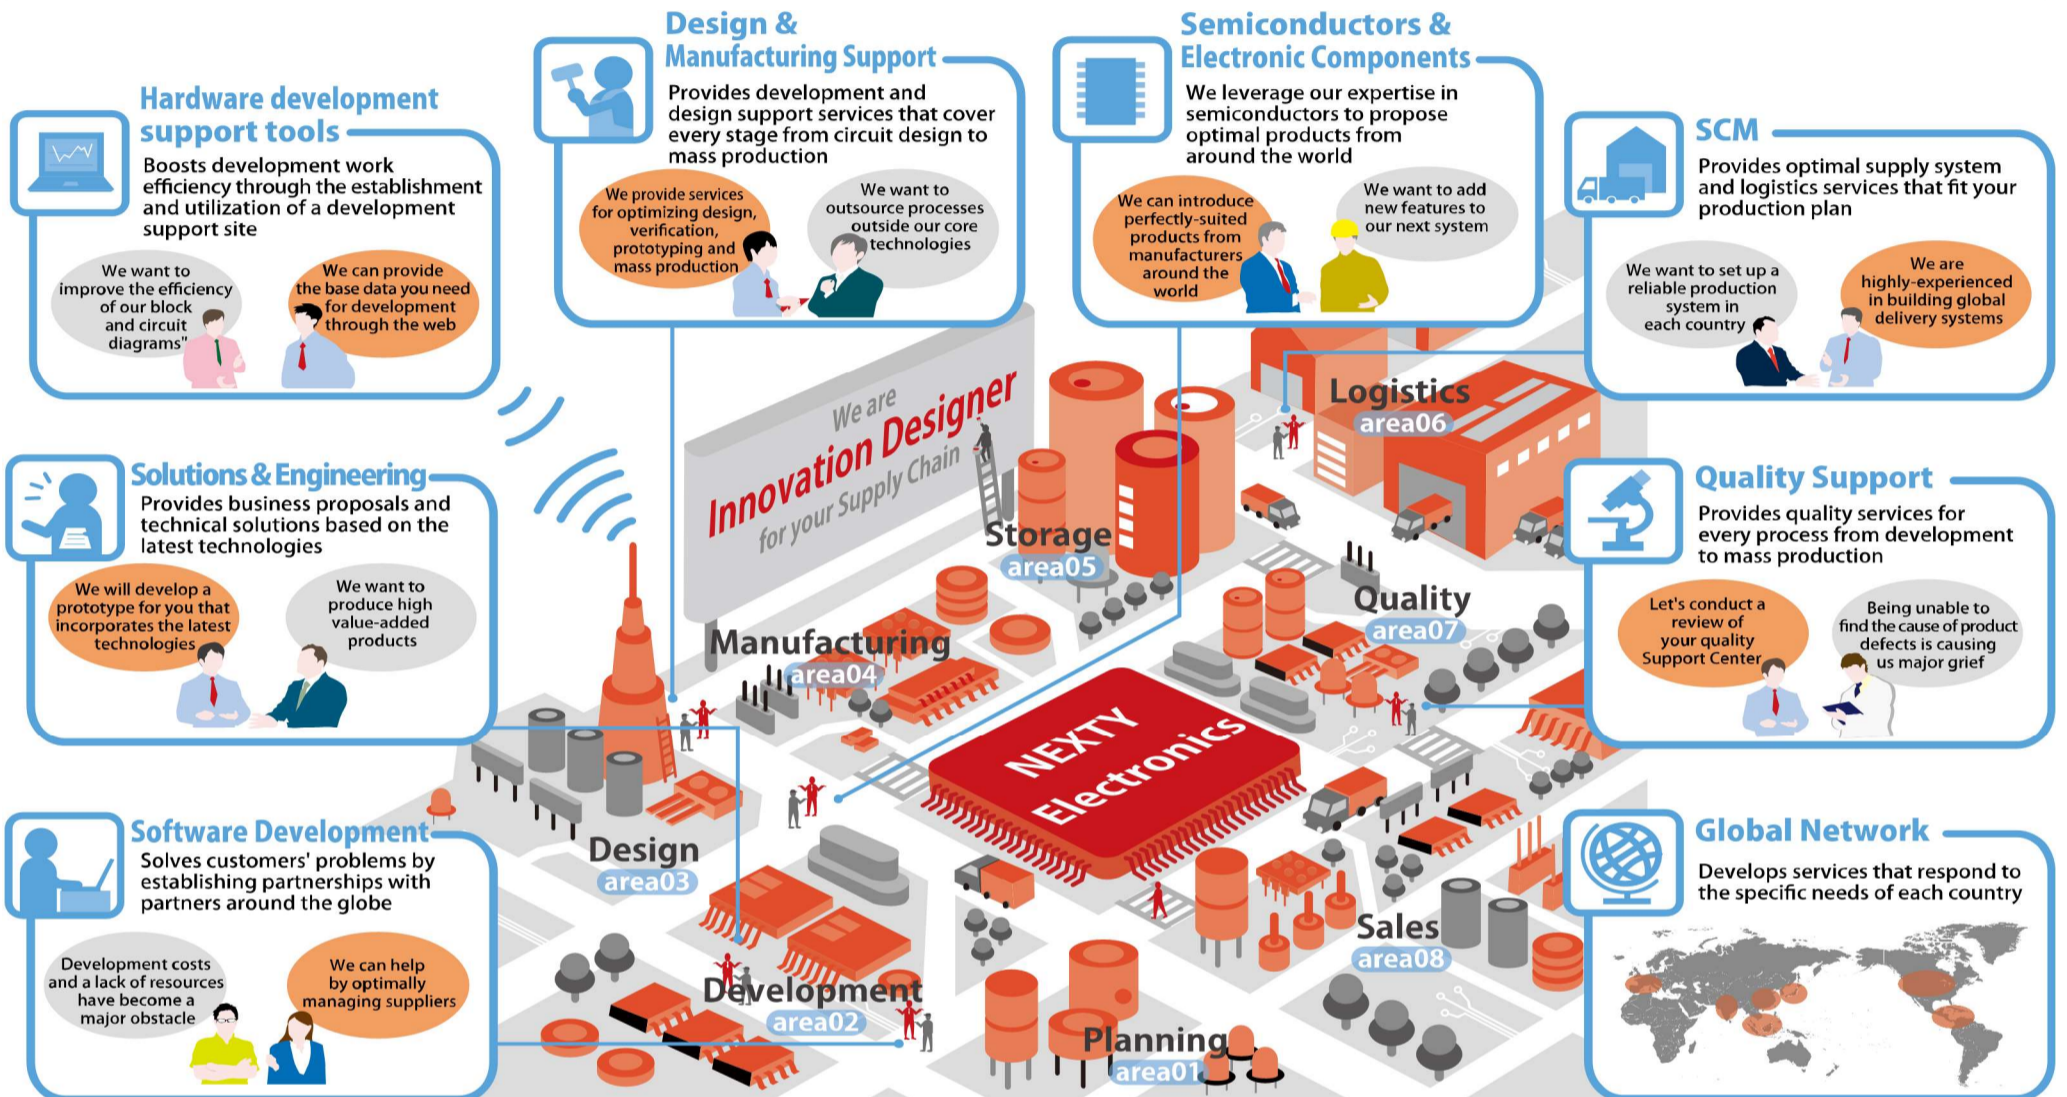 Hardware development
support tools
Boosts development work
efficiency through the establishment
and utilization of a development
support site
We want to
improve the efficiency
of our block
and circuit
diagrams"
We can provide
the base data you need
for development
through the web
Design &
Manufacturing Support
Provides development and
design support services that cover
every stage from circuit design to
mass production
We provide services
for optimizing design,
verification,
prototyping and
mass production
We want to
outsource processes
outside our core
technologies
Semiconductors &
Electronic Components
We leverage our expertise in
semiconductors to propose
optimal products from
around the world
We can introduce
perfectly-suited
products from
manufacturers
around the
world
We want to add
new features to
our next system
SCM
Provides optimal supply system
and logistics services that fit your
production plan
We want to set up a
reliable production
system in
each country
We are
highly-experienced
in building global
delivery systems
Solutions & Engineering
Provides business proposals and
technical solutions based on the
latest technologies
We will develop a
prototype for you that
incorporates the latest
technologies
We want to
produce high
value-added
products
Quality Support
Provides quality services for
every process from development
to mass production
Let's conduct a
review of
your quality
Support Center
Being unable to
find the cause of product
defects is causing
us major grief
Software Development
Solves customers' problems by
establishing partnerships with
partners around the globe
Development costs
and a lack of resources
have become a
major obstacle
We can help
by optimally
managing suppliers
Global Network
Develops services that respond to
the specific needs of each country
We are
Innovation Designer
for your Supply Chain
Logistics
area06
Storage
area05
Quality
area07
Manufacturing
area04
NEXTY
Electronics
Design
area03
Sales
area08
Development
area02
Planning
area01